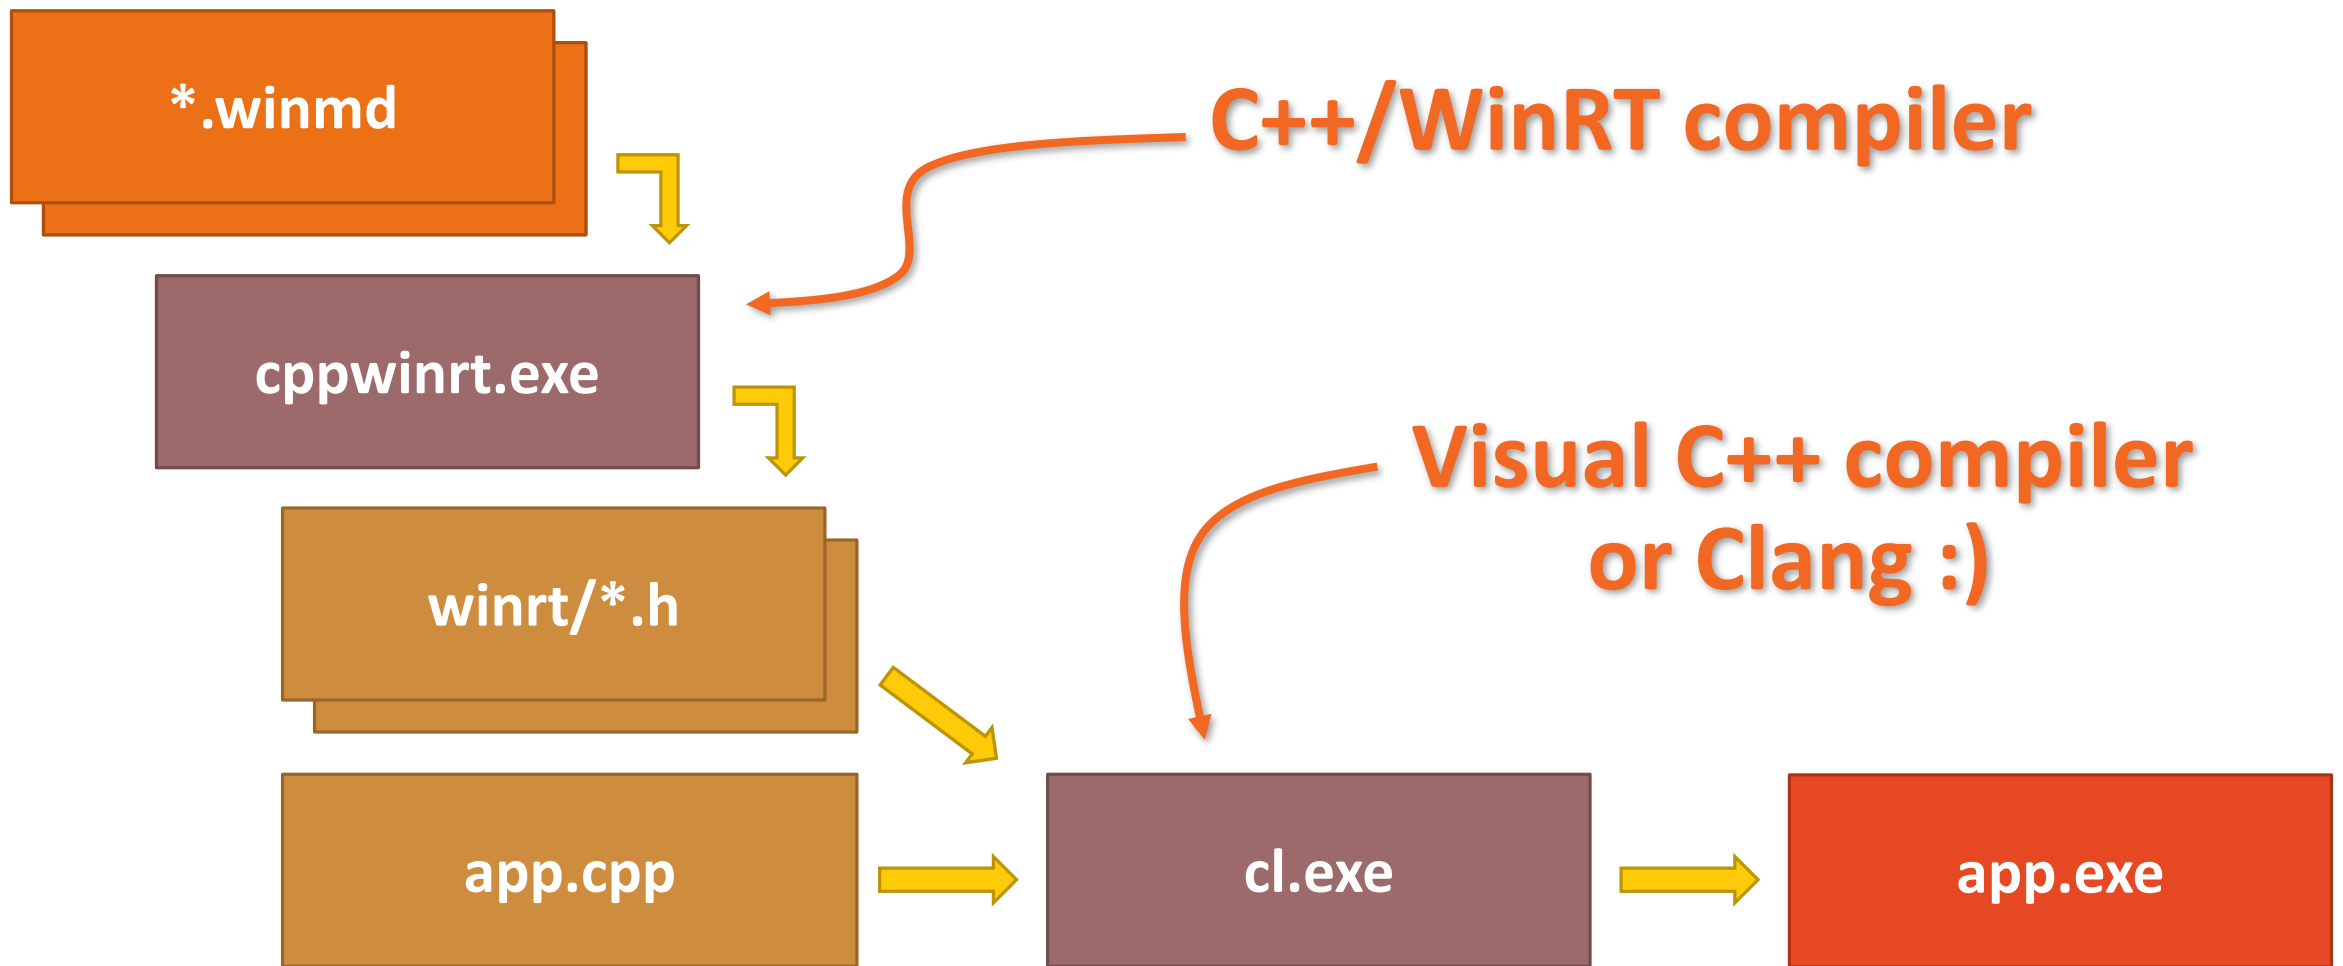 *.winmd
C++/WinRT compiler
cppwinrt.exe
Visual C++ compiler
or Clang :)
winrt/*.h
app.cpp
cl.exe
app.exe